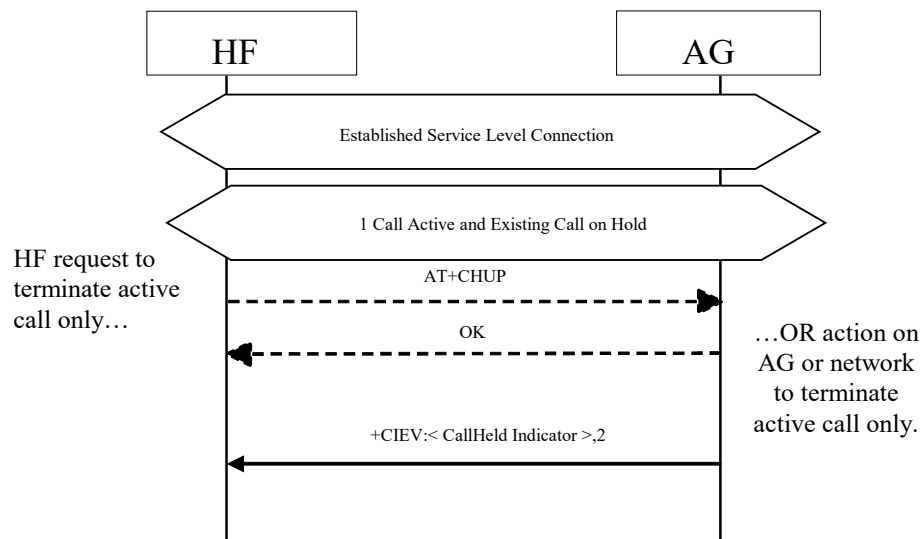 HF
AG
Established Service Level Connection
1 Call Active and Existing Call on Hold
HF request to
terminate active
call only…
AT+CHUP
OK
…OR action on
AG or network
to terminate
active call only.
+CIEV:< CallHeld Indicator >,2